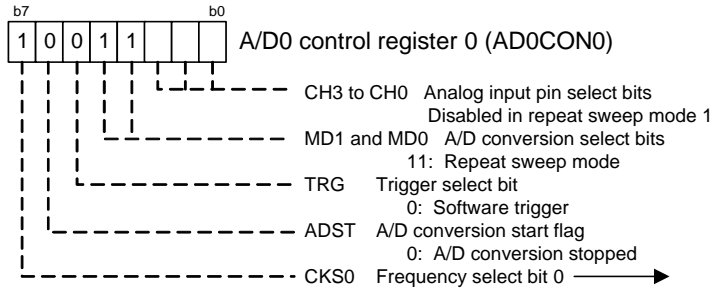 b7 b0
1 0 0 1 1 A/D0 control register 0 (AD0CON0)
CH3 to CH0 Analog input pin select bits
Disabled in repeat sweep mode 1
MD1 and MD0 A/D conversion select bits
11: Repeat sweep mode
TRG Trigger select bit
0: Software trigger
ADST A/D conversion start flag
0: A/D conversion stopped
CKS0 Frequency select bit 0